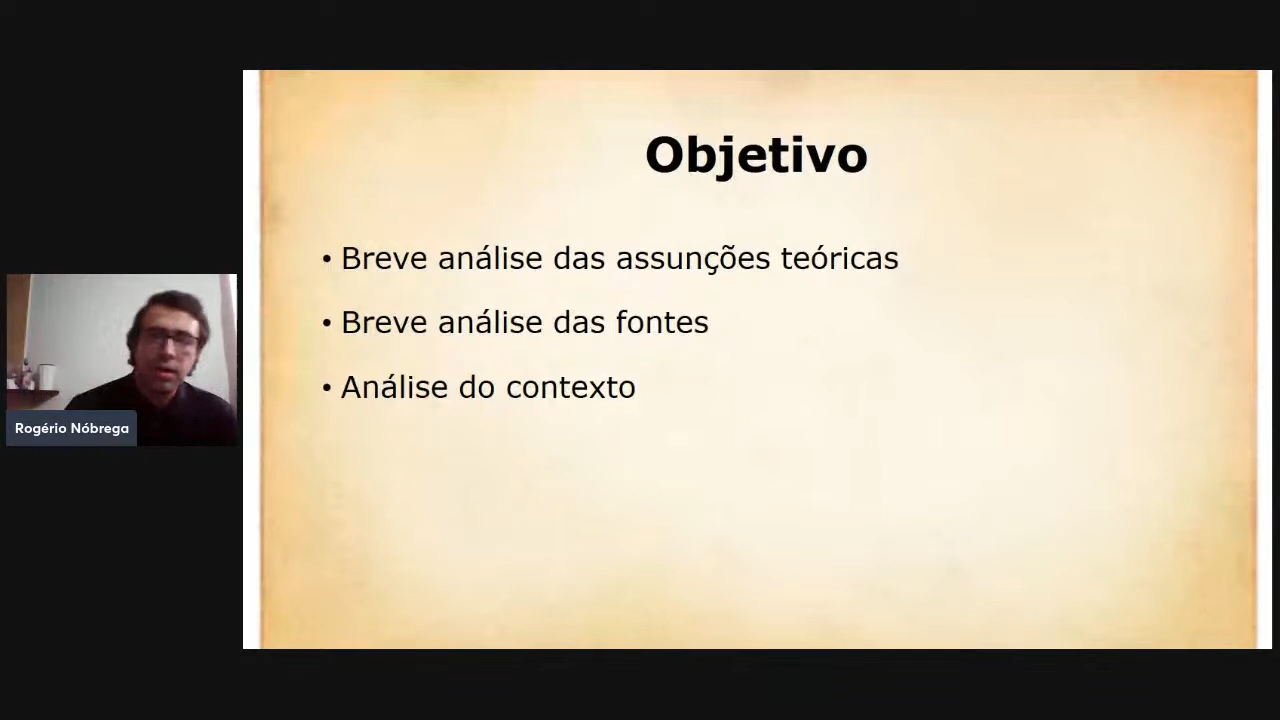 Objetivo
• Breve análise das assunções teóricas
• Breve análise das fontes
• Análise do contexto
Rogério Nóbrega